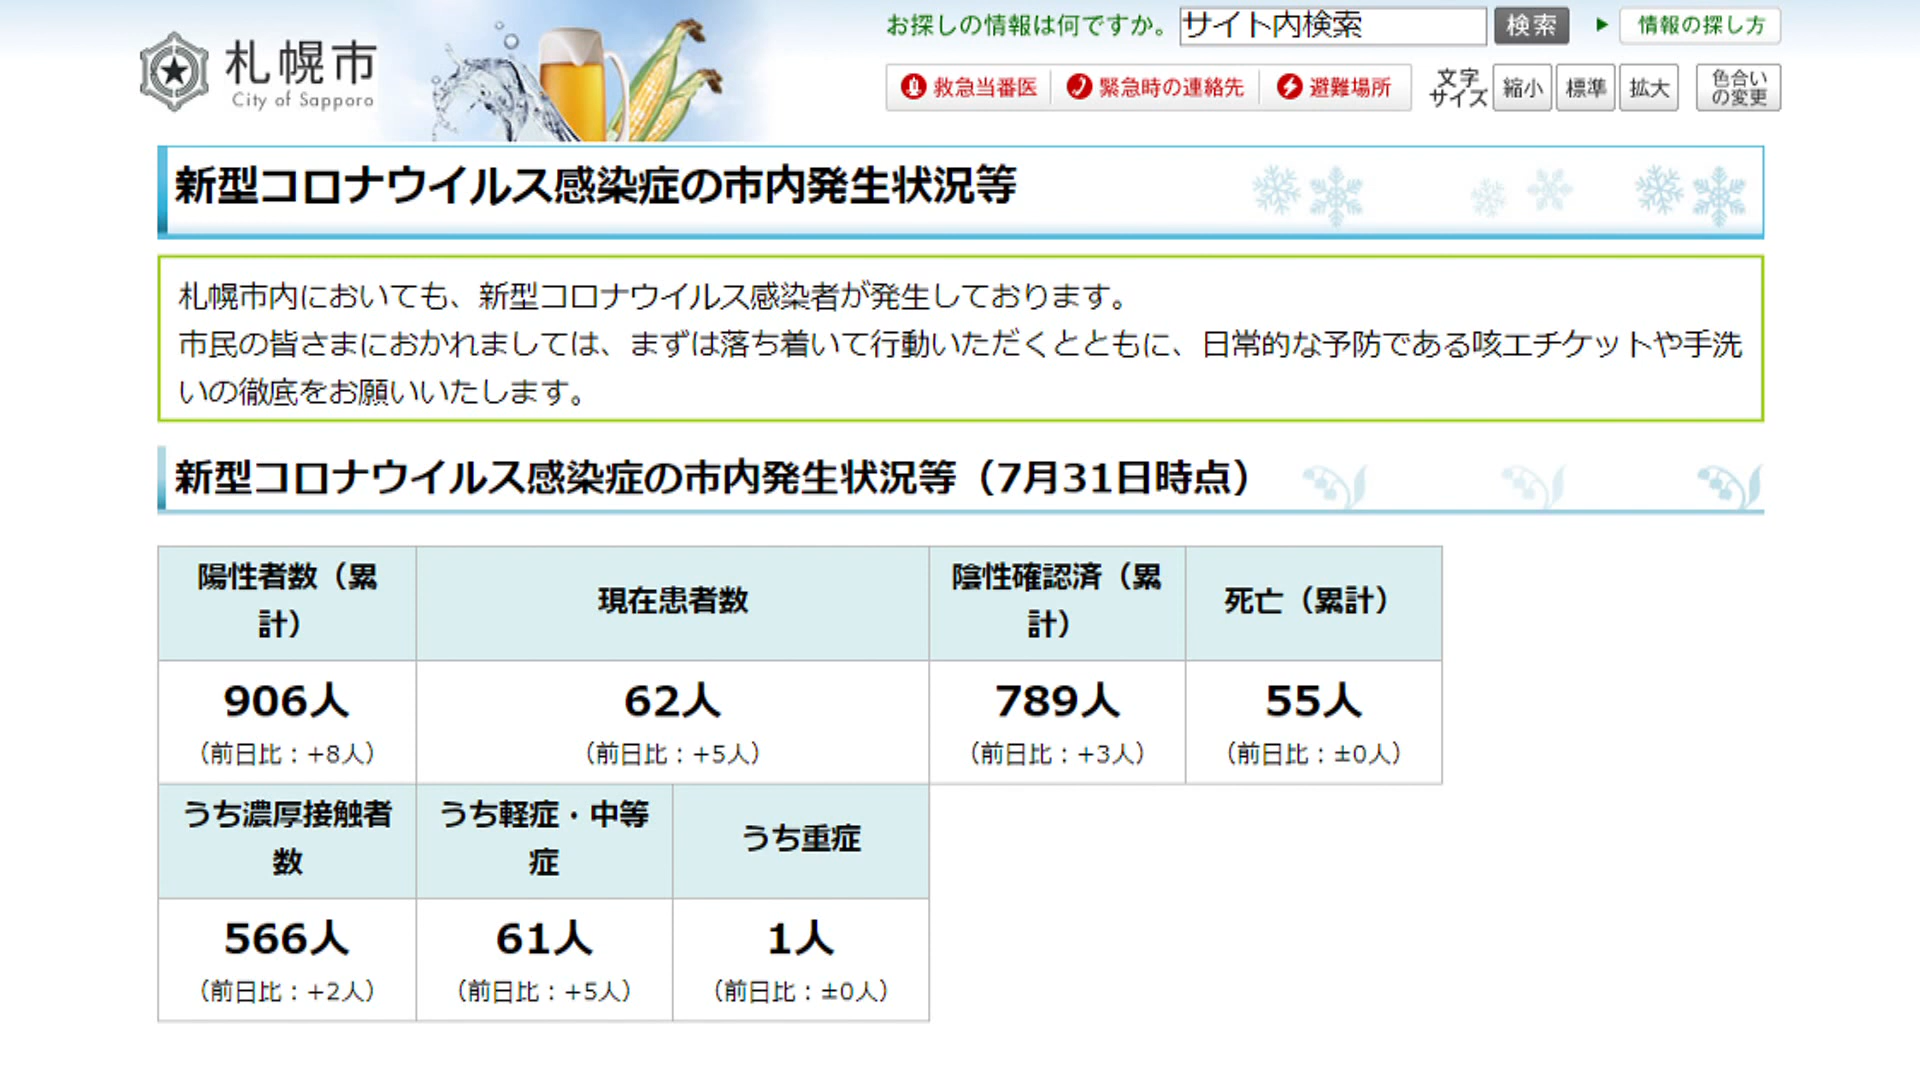 札幌市
City of Sapporo
お探しの情報は何ですか。
サイト内検索
検索
情報の探し方
救急当番医
緊急時の連絡先
避難場所
文字
サイズ
縮小
標準
拡大
色合い
の変更
新型コロナウイルス感染症の市内発生状況等
札幌市内においても、新型コロナウイルス感染者が発生しております。
市民の皆さまにおかれましては、まずは落ち着いて行動いただくとともに、日常的な予防である咳エチケットや手洗
いの徹底をお願いいたします。
新型コロナウイルス感染症の市内発生状況等（7月31日時点）
陽性者数（累
計）
現在患者数
陰性確認済（累
計）
死亡（累計）
906人
（前日比：+8人）
62人
（前日比：+5人）
789人
（前日比：+3人）
55人
（前日比：±0人）
うち濃厚接触者
数
うち軽症・中等
症
うち重症
566人
（前日比：+2人）
61人
（前日比：+5人）
1人
（前日比：±0人）